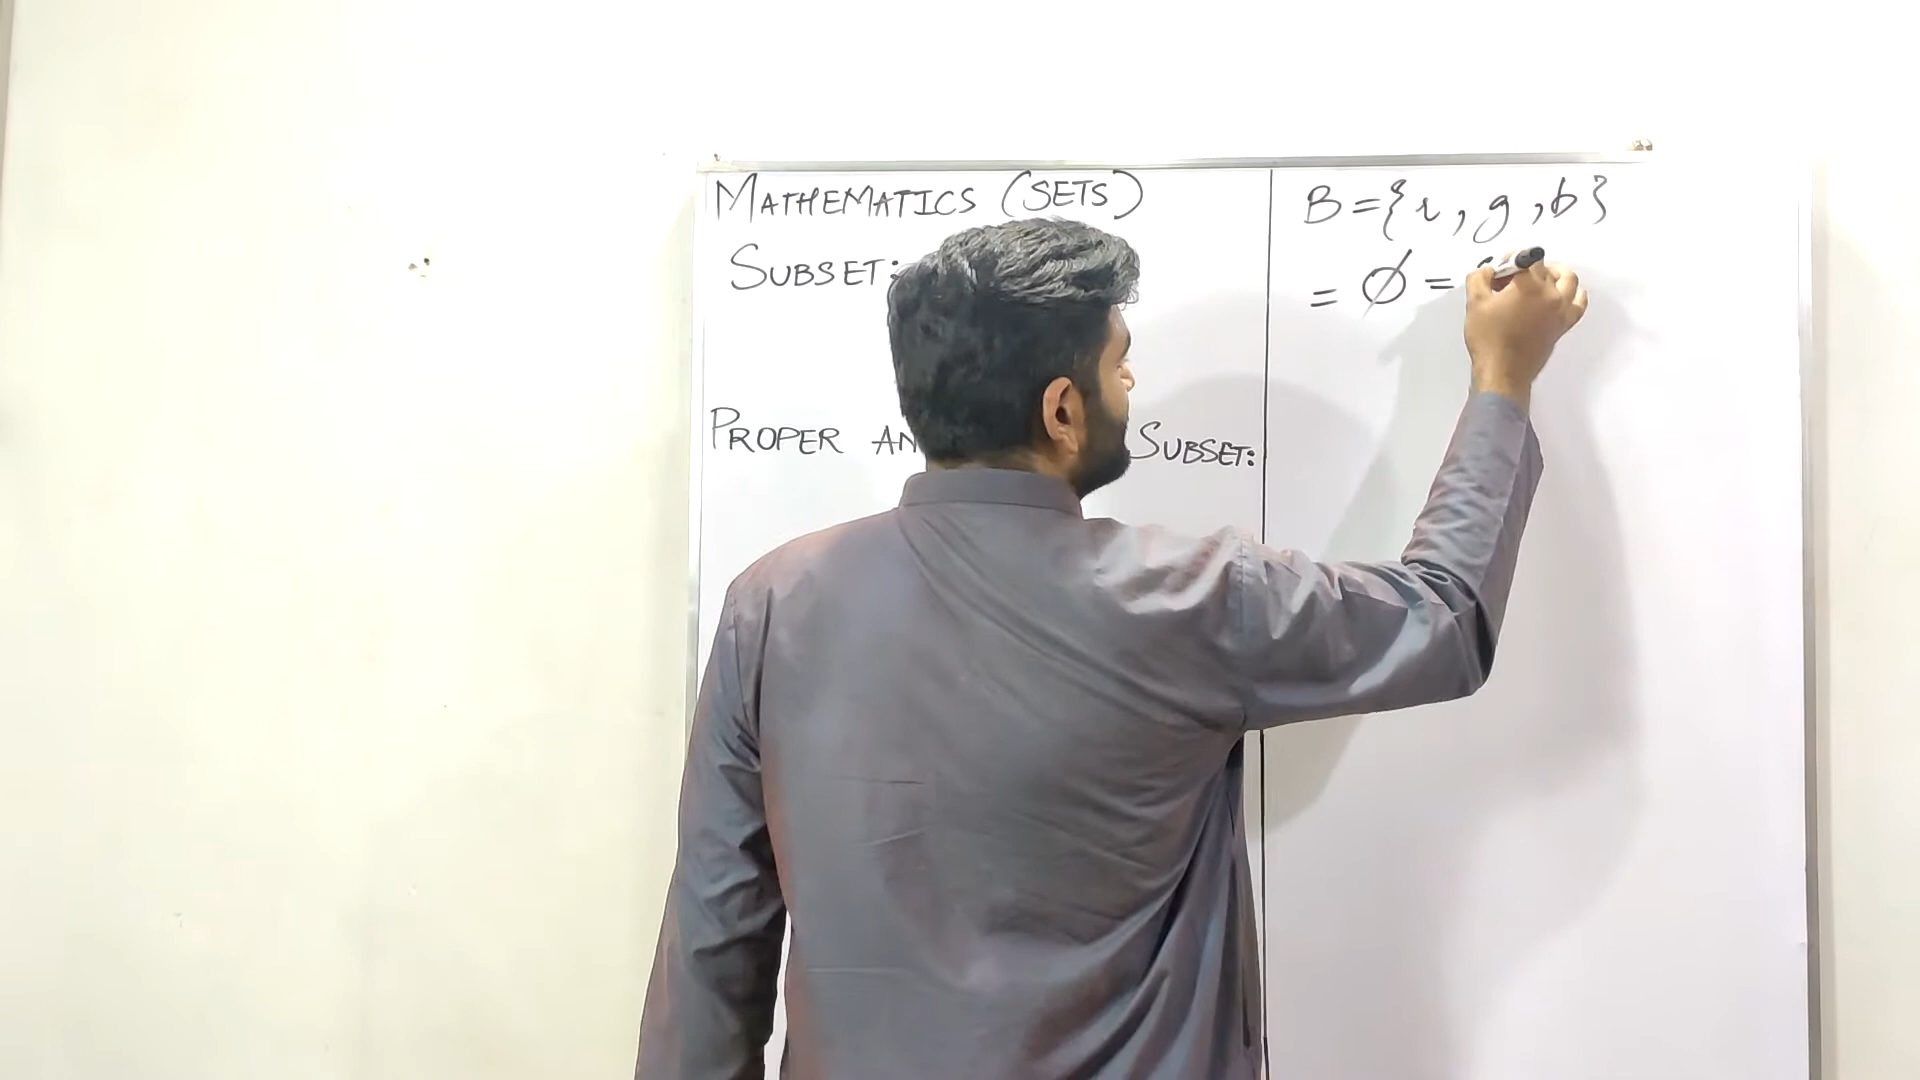 MATHEMATICS (SETS)
SUBSET:
PROPER AN SUBSET:
B = {r, g, b}
= ∅ =